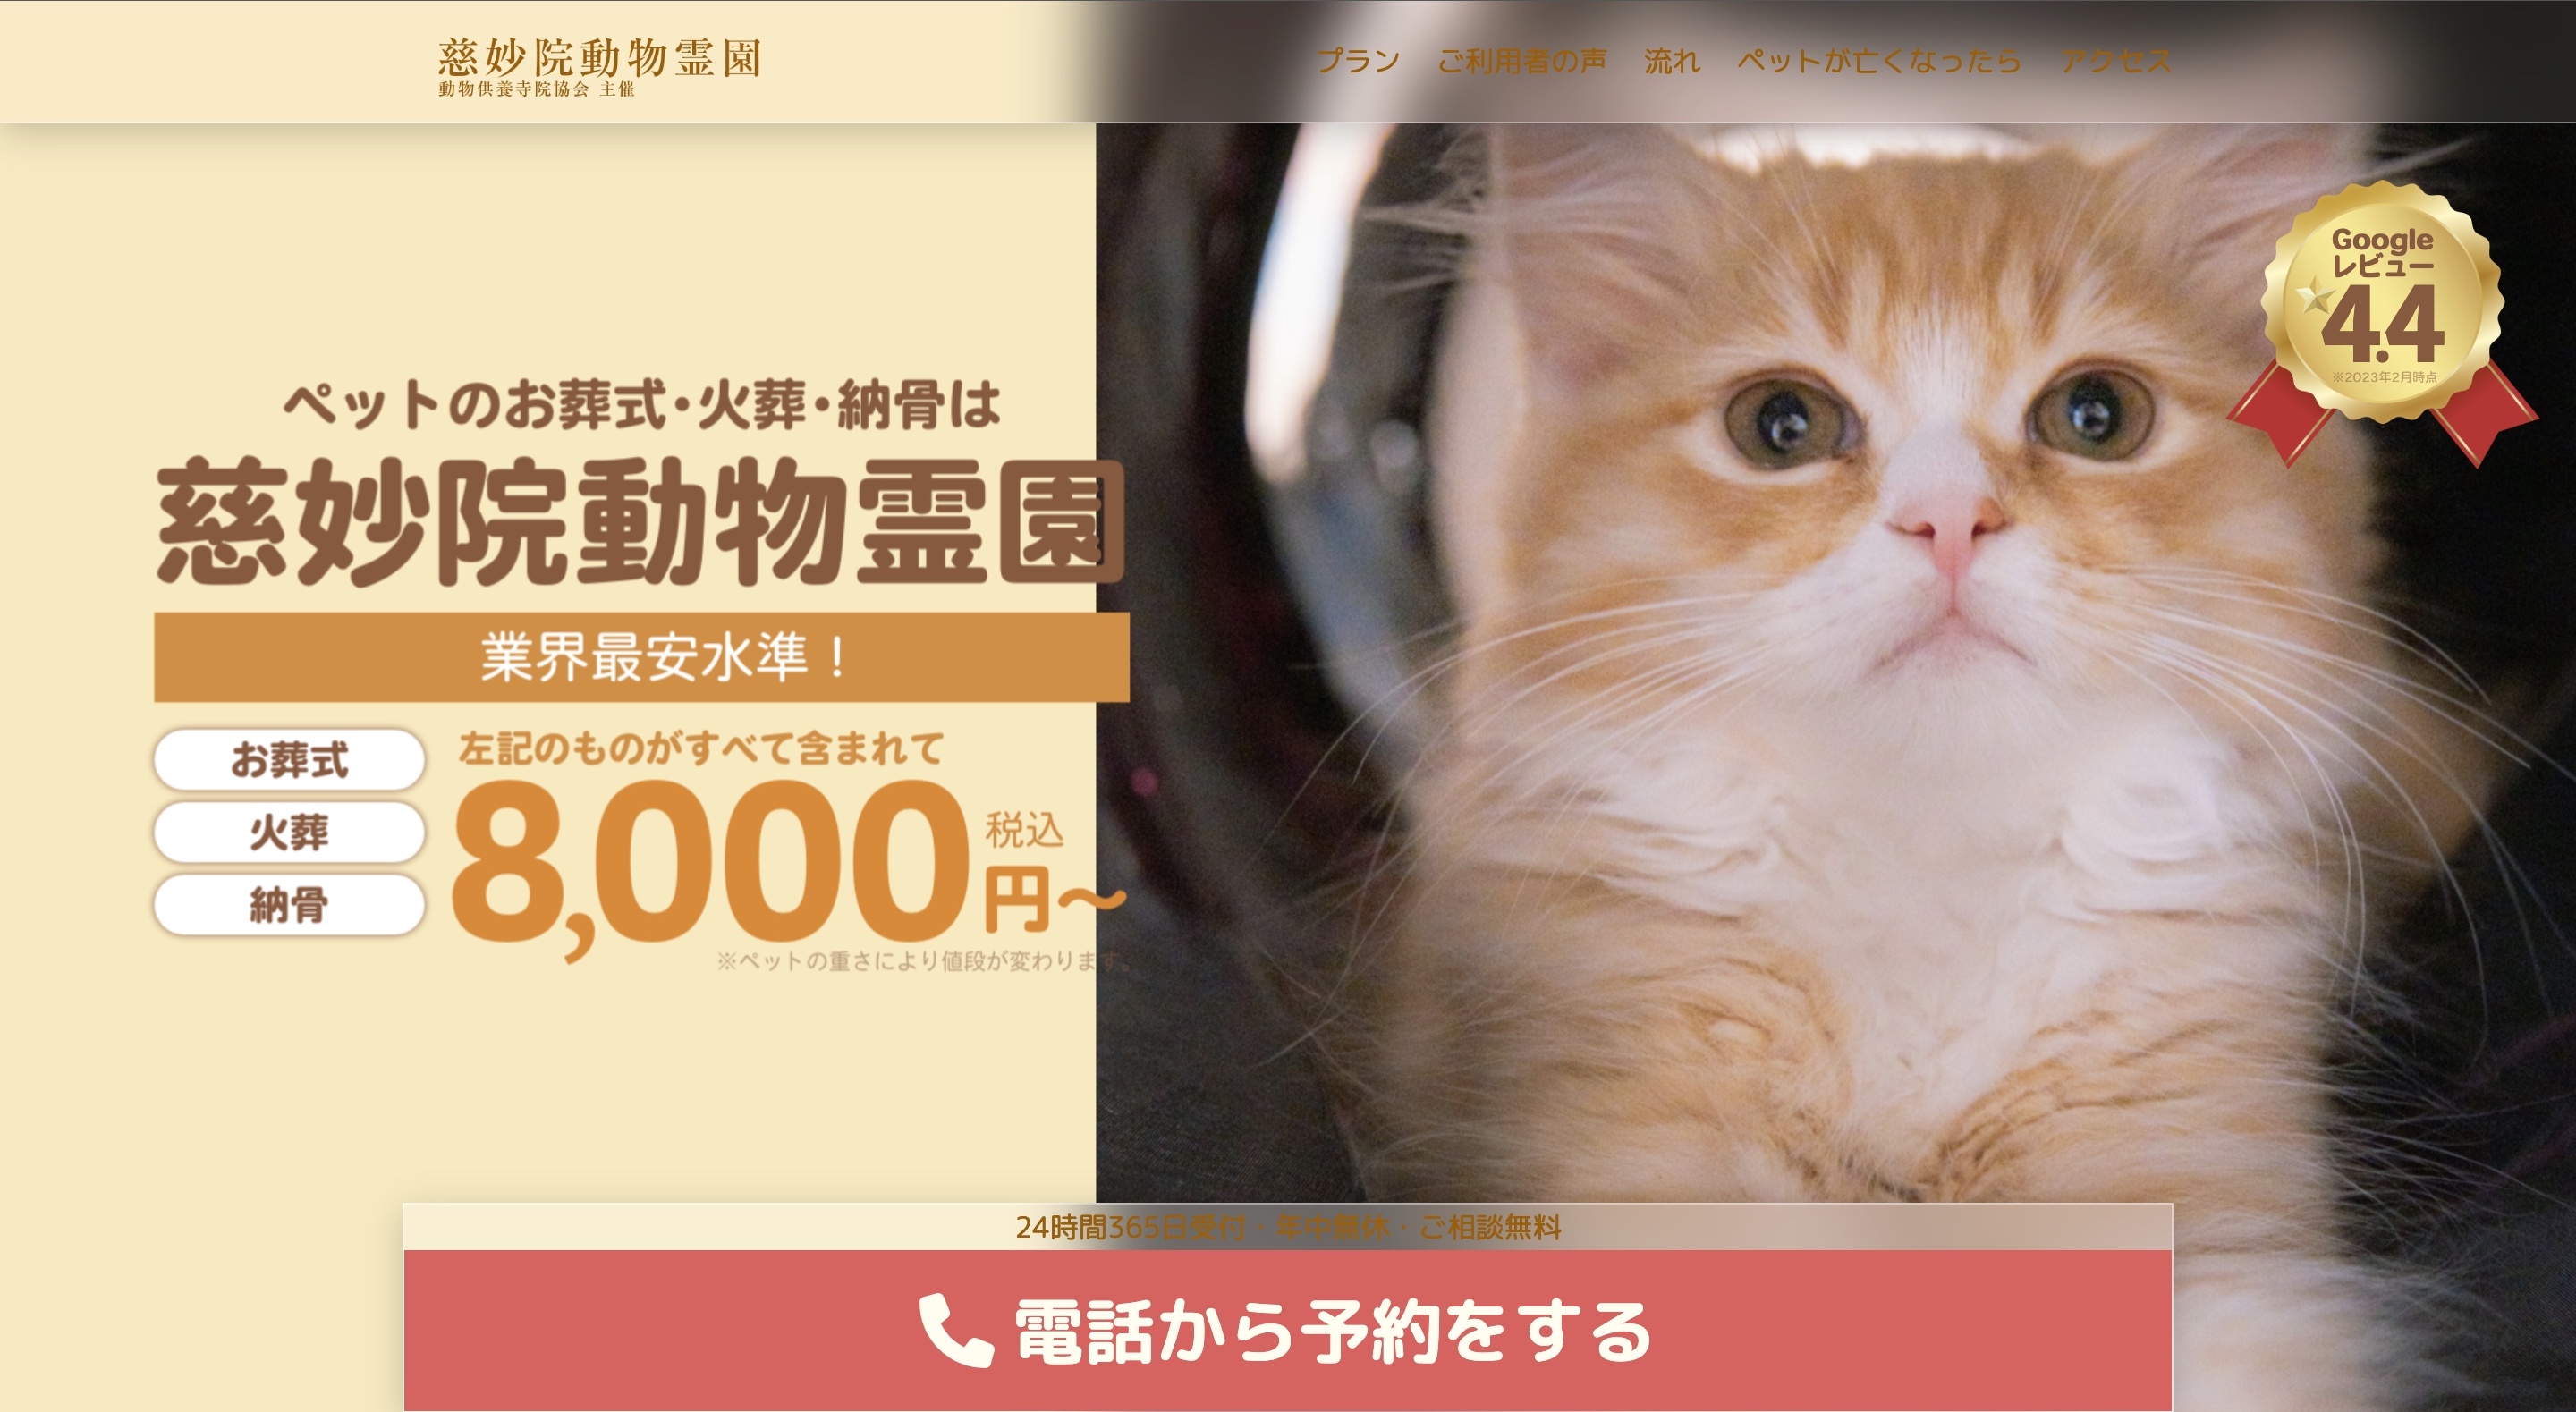 慈妙院動物霊園
動物供養寺院協会 主催
プラン ご利用者の声 流れ ペットが亡くなったら アクセス
Google
レビュー
4.4
※2023年2月時点
ペットのお葬式・火葬・納骨は
慈妙院動物霊園
業界最安水準！
お葬式
火葬
納骨
左記のものがすべて含まれて
8,000
税込
円〜
※ペットの重さにより値段が変わります。
24時間365日受付・年中無休・ご相談無料
電話から予約をする